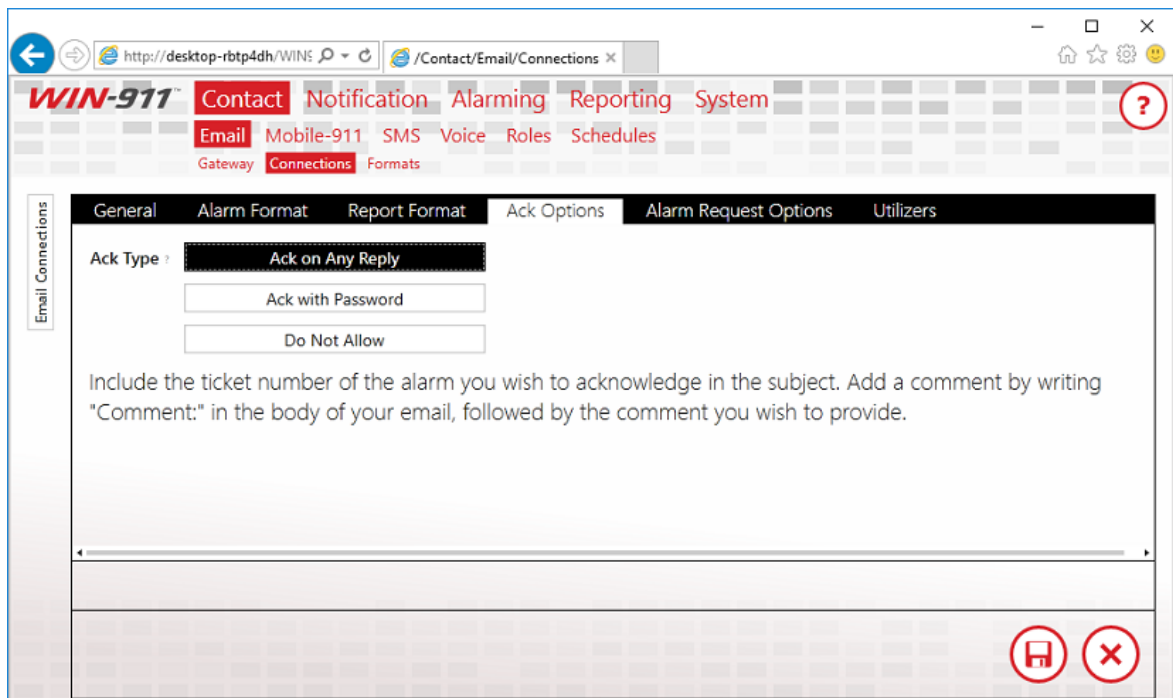 http://desktop-rbtp4dh/WINS
/Contact/Email/Connections
WIN-911™ Contact Notification Alarming Reporting System
?
Email Mobile-911 SMS Voice Roles Schedules
Gateway Connections Formats
Email Connections
General Alarm Format Report Format Ack Options Alarm Request Options Utilizers
Ack Type ? Ack on Any Reply
Ack with Password
Do Not Allow
Include the ticket number of the alarm you wish to acknowledge in the subject. Add a comment by writing
"Comment:" in the body of your email, followed by the comment you wish to provide.